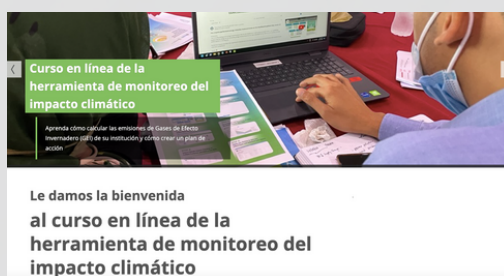 Curso en línea de la
herramienta de monitoreo del
impacto climático
Aprenda cómo calcular las emisiones de Gases de Efecto
Invernadero (GEI) de su institución y cómo crear un plan de
acción
Le damos la bienvenida
al curso en línea de la
herramienta de monitoreo del
impacto climático